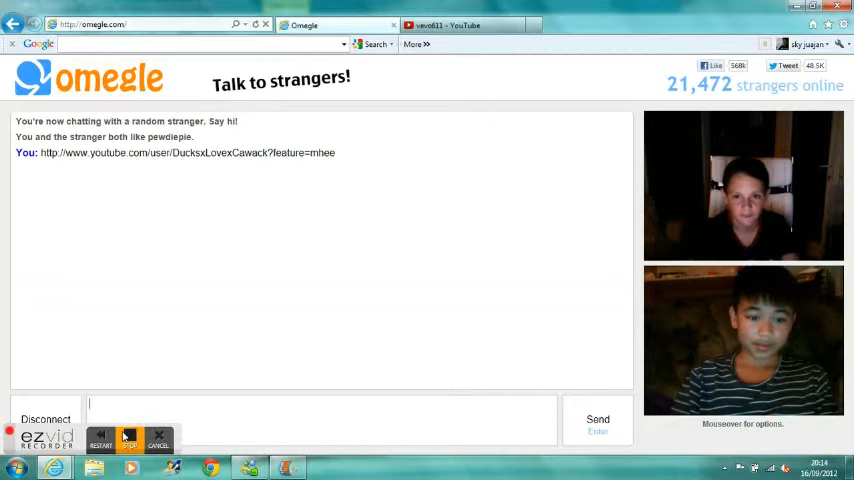 http://omegle.com/
Omegle
vevo611 - YouTube
Google
Search
More >>
0
sky juajan
omegle
Talk to strangers!
Like
568k
Tweet
48.5K
21,472 strangers online
You're now chatting with a random stranger. Say hi!
You and the stranger both like pewdiepie.
You: http://www.youtube.com/user/DucksxLovexCawack?feature=mhee
Disconnect
Send
Enter
Mouseover for options.
ezvid
RECORDER
RESTART
STOP
CANCEL
20:14
16/09/2012